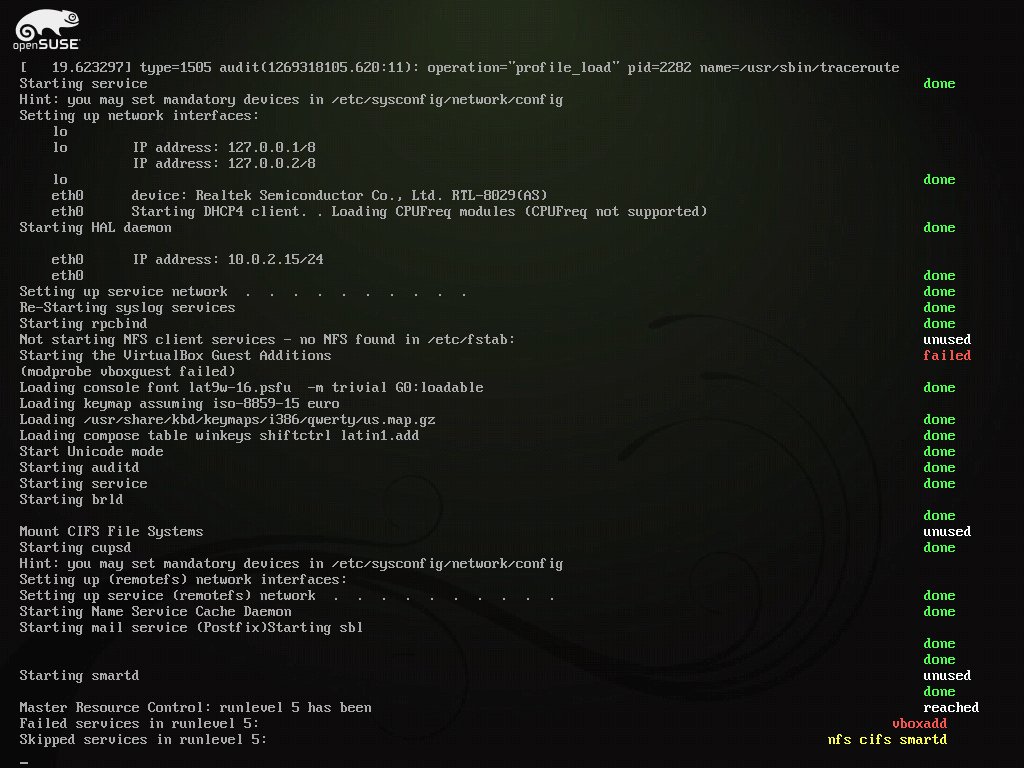 openSUSE
[   19.623297] type=1505 audit(1269318105.620:11): operation="profile_load" pid=2282 name=/usr/sbin/traceroute
Starting service done
Hint: you may set mandatory devices in /etc/sysconfig/network/config
Setting up network interfaces:
lo
lo IP address: 127.0.0.1/8
IP address: 127.0.0.2/8
lo done
eth0 device: Realtek Semiconductor Co., Ltd. RTL-8029(AS)
eth0 Starting DHCP4 client. . Loading CPUFreq modules (CPUFreq not supported)
Starting HAL daemon done
eth0 IP address: 10.0.2.15/24
eth0 done
Setting up service network . . . . . . . . . . done
Re-Starting syslog services done
Starting rpcbind done
Not starting NFS client services - no NFS found in /etc/fstab: unused
Starting the VirtualBox Guest Additions failed
(modprobe vboxguest failed)
Loading console font lat9w-16.psfu  -m trivial G0:loadable done
Loading keymap assuming iso-8859-15 euro
Loading /usr/share/kbd/keymaps/i386/qwerty/us.map.gz done
Loading compose table winkeys shiftctrl latin1.add done
Start Unicode mode done
Starting auditd done
Starting service done
Starting brld
done
Mount CIFS File Systems unused
Starting cupsd done
Hint: you may set mandatory devices in /etc/sysconfig/network/config
Setting up (remotefs) network interfaces:
Setting up service (remotefs) network . . . . . . . . . . done
Starting Name Service Cache Daemon done
Starting mail service (Postfix)Starting sbl
done
done
Starting smartd unused
done
Master Resource Control: runlevel 5 has been reached
Failed services in runlevel 5: vboxadd
Skipped services in runlevel 5: nfs cifs smartd
_